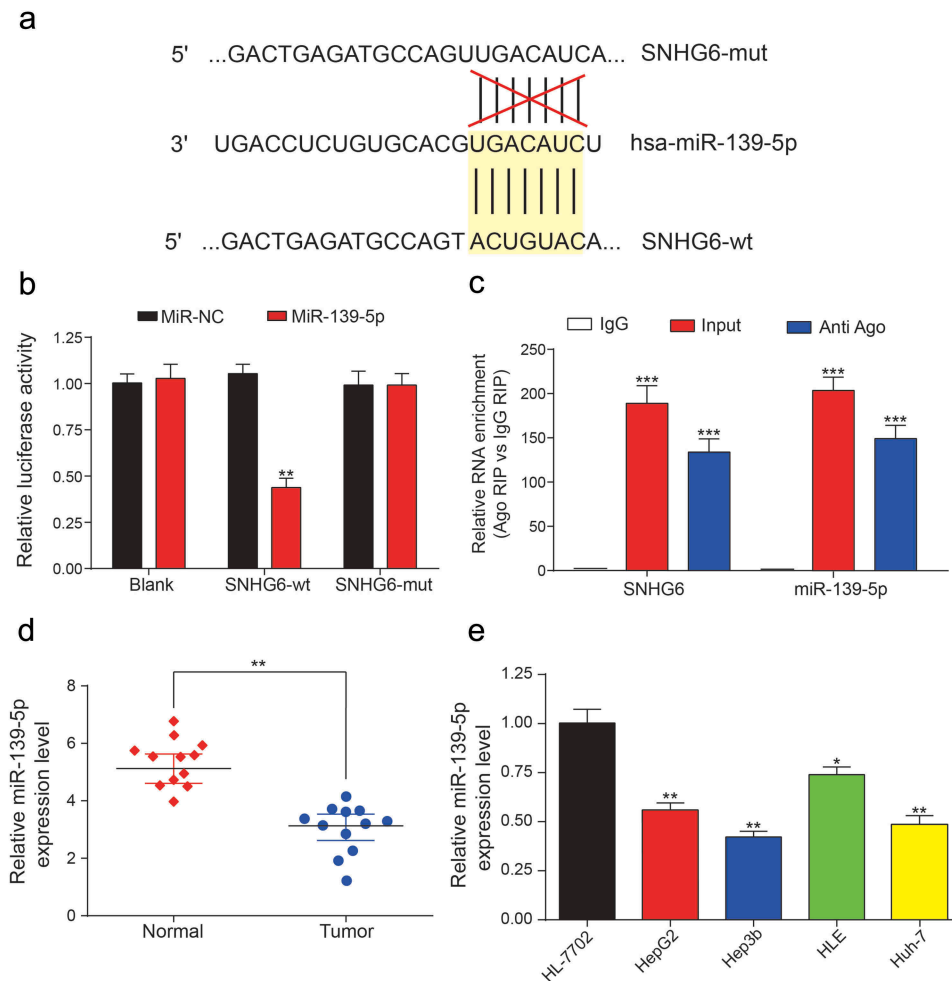 a
5' ...GACTGAGATGCCAGUUGACAUCA... SNHG6-mut
3' UGACCUCUGUGCACGUGACAUCU hsa-miR-139-5p
5' ...GACTGAGATGCCAGT ACUGUACA... SNHG6-wt
b
MiR-NC MiR-139-5p
Relative luciferase activity
1.25
1.00
0.75
0.50
0.25
0.00
**
Blank SNHG6-wt SNHG6-mut
c
IgG Input Anti Ago
Relative RNA enrichment
(Ago RIP vs IgG RIP)
250
200
150
100
50
0
*** *** *** ***
SNHG6 miR-139-5p
d
Relative miR-139-5p
expression level
8
6
4
2
0
**
Normal Tumor
e
Relative miR-139-5p
expression level
1.25
1.00
0.75
0.50
0.25
0.00
** ** * **
HL-7702 HepG2 Hep3b HLE Huh-7